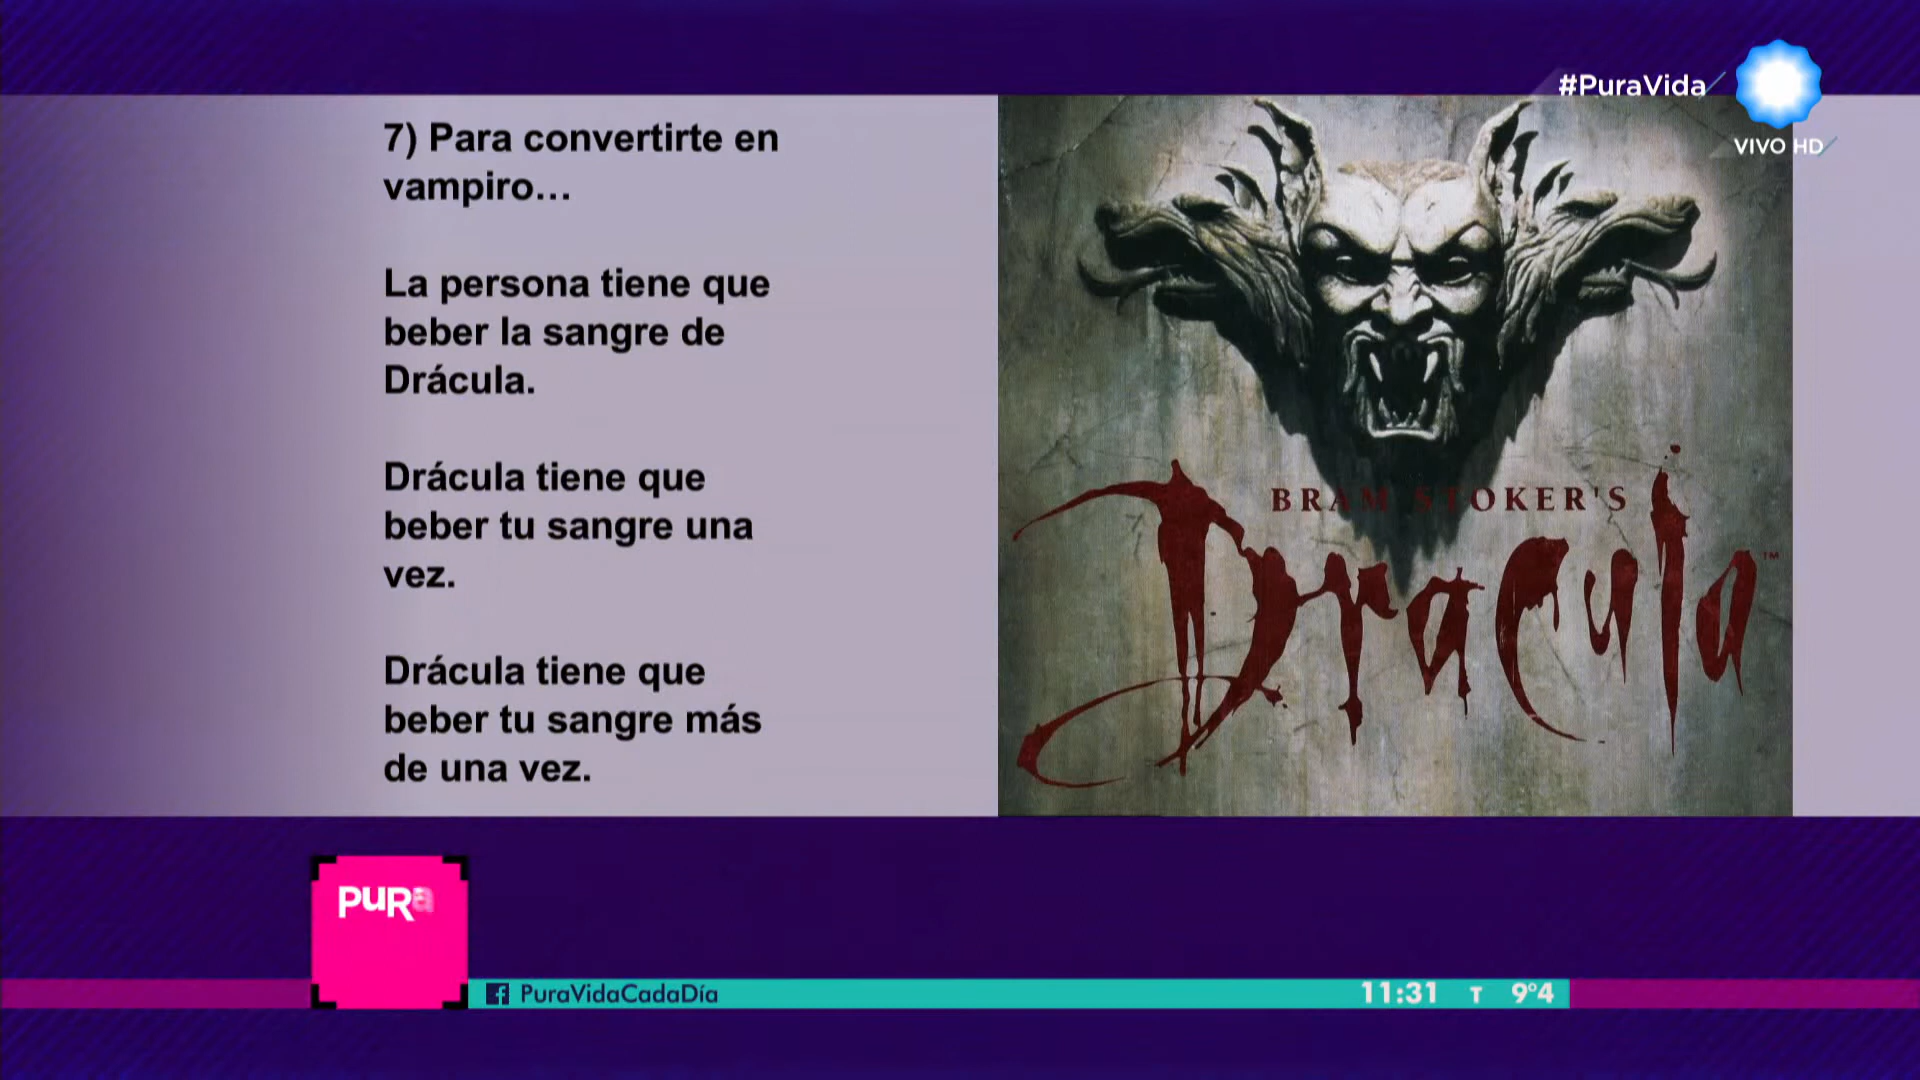 #PuraVida
VIVO HD
7) Para convertirte en
vampiro...
La persona tiene que
beber la sangre de
Drácula.
Drácula tiene que
beber tu sangre una
vez.
Drácula tiene que
beber tu sangre más
de una vez.
BRAM STOKER'S
Dracula™
PURa
PuraVidaCadaDía
11:31 T 9°4